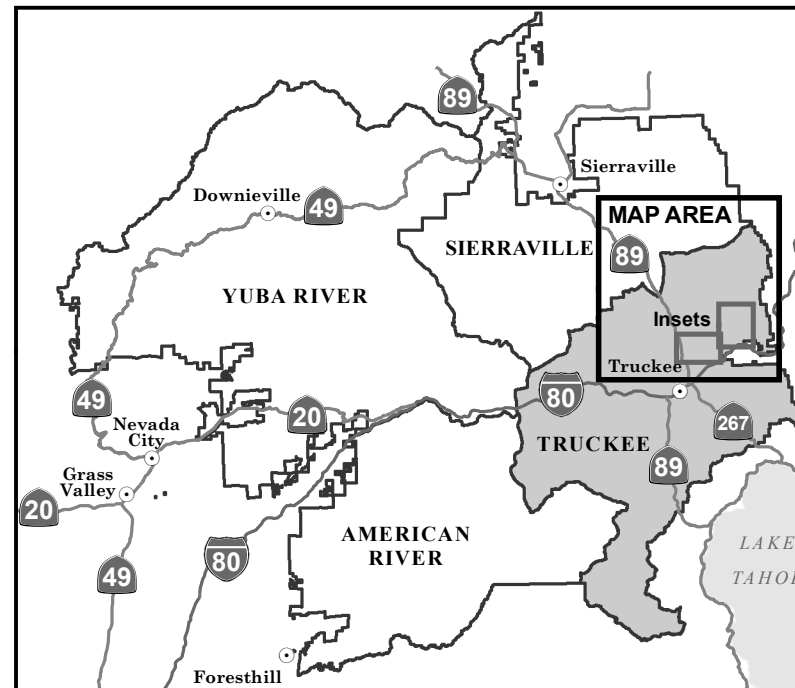 89
Sierraville
Downieville
49
MAP AREA
SIERRAVILLE
89
YUBA RIVER
Insets
Truckee
80
49
20
Nevada
City
267
TRUCKEE
Grass
Valley
89
20
AMERICAN
RIVER
80
LAKE
49
TAHO
Foresthill